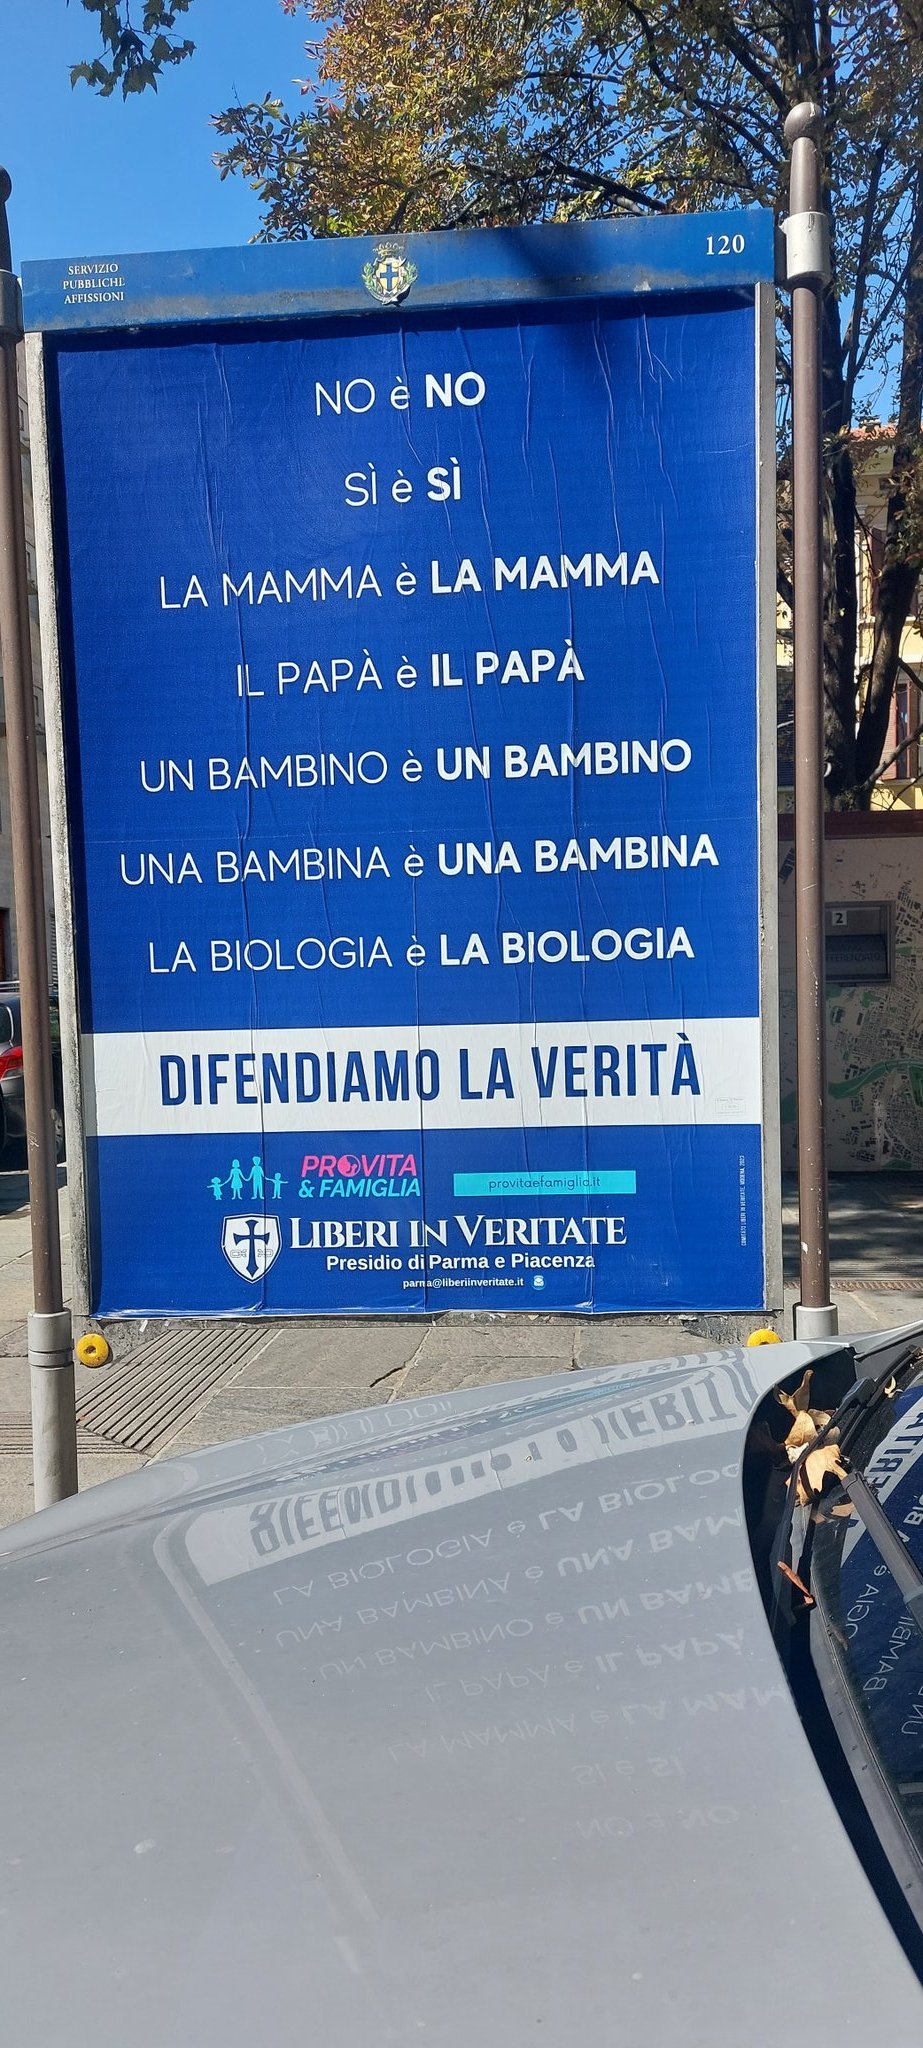 SERVIZIO
PUBBLICHE
AFFISSIONI
120
NO è NO
SÌ è SÌ
LA MAMMA è LA MAMMA
IL PAPÀ è IL PAPÀ
UN BAMBINO è UN BAMBINO
UNA BAMBINA è UNA BAMBINA
LA BIOLOGIA è LA BIOLOGIA
DIFENDIAMO LA VERITÀ
PROVITA
& FAMIGLIA
provitaefamiglia.it
LIBERI IN VERITATE
Presidio di Parma e Piacenza
parma@liberiinveritate.it
2